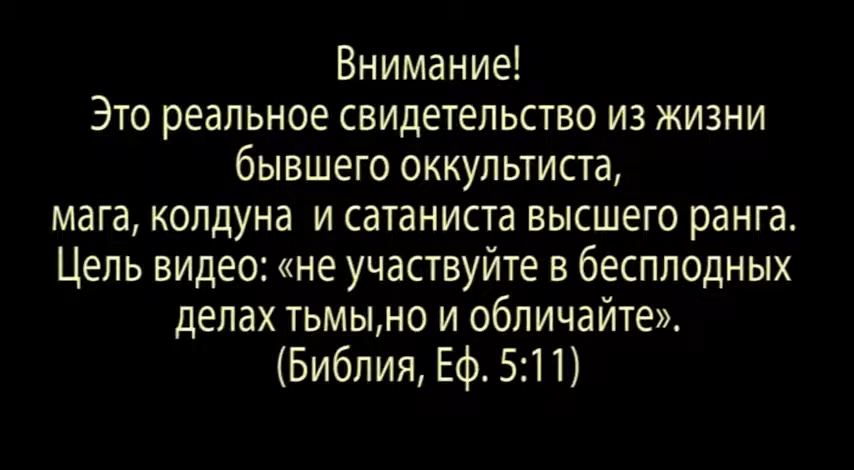 Внимание!
Это реальное свидетельство из жизни
бывшего оккультиста,
мага, колдуна и сатаниста высшего ранга.
Цель видео: «не участвуйте в бесплодных
делах тьмы,но и обличайте».
(Библия, Еф. 5:11)